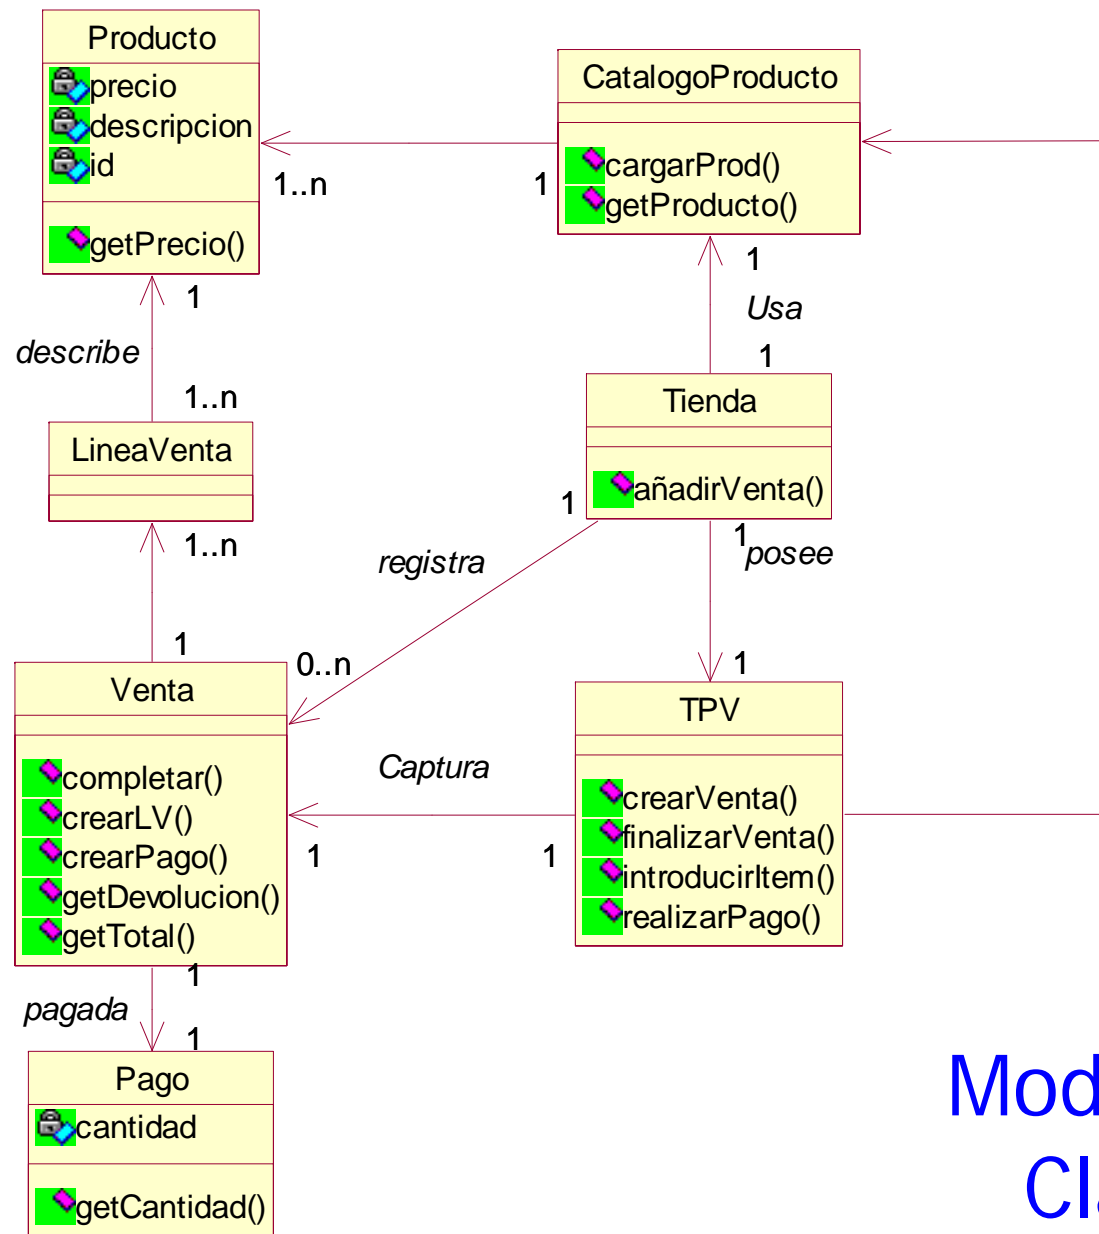 Producto
precio
descripcion
id
getPrecio()
CatalogoProducto
cargarProd()
getProducto()
1..n
1
1
Usa
1
1
describe
1..n
LineaVenta
1..n
1
Tienda
añadirVenta()
1
1
posee
registra
0..n
1
Venta
completar()
crearLV()
crearPago()
getDevolucion()
getTotal()
Captura
1
1
TPV
crearVenta()
finalizarVenta()
introducirItem()
realizarPago()
1
pagada
1
Pago
cantidad
getCantidad()
Mod
Cl